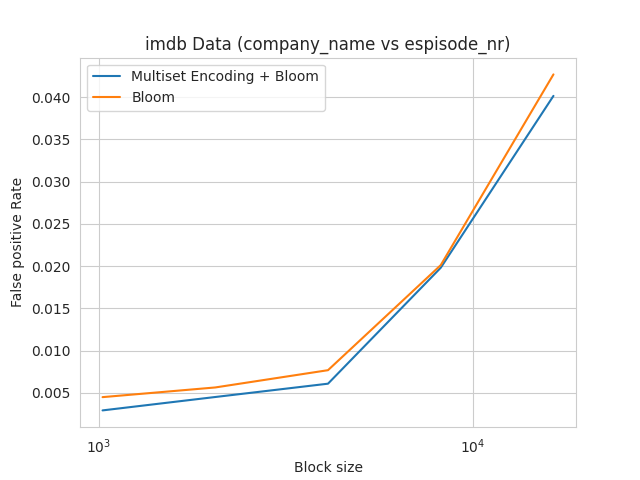 imdb Data (company_name vs espisode_nr)
Multiset Encoding + Bloom
Bloom
False positive Rate
0.040
0.035
0.030
0.025
0.020
0.015
0.010
0.005
10³
10⁴
Block size